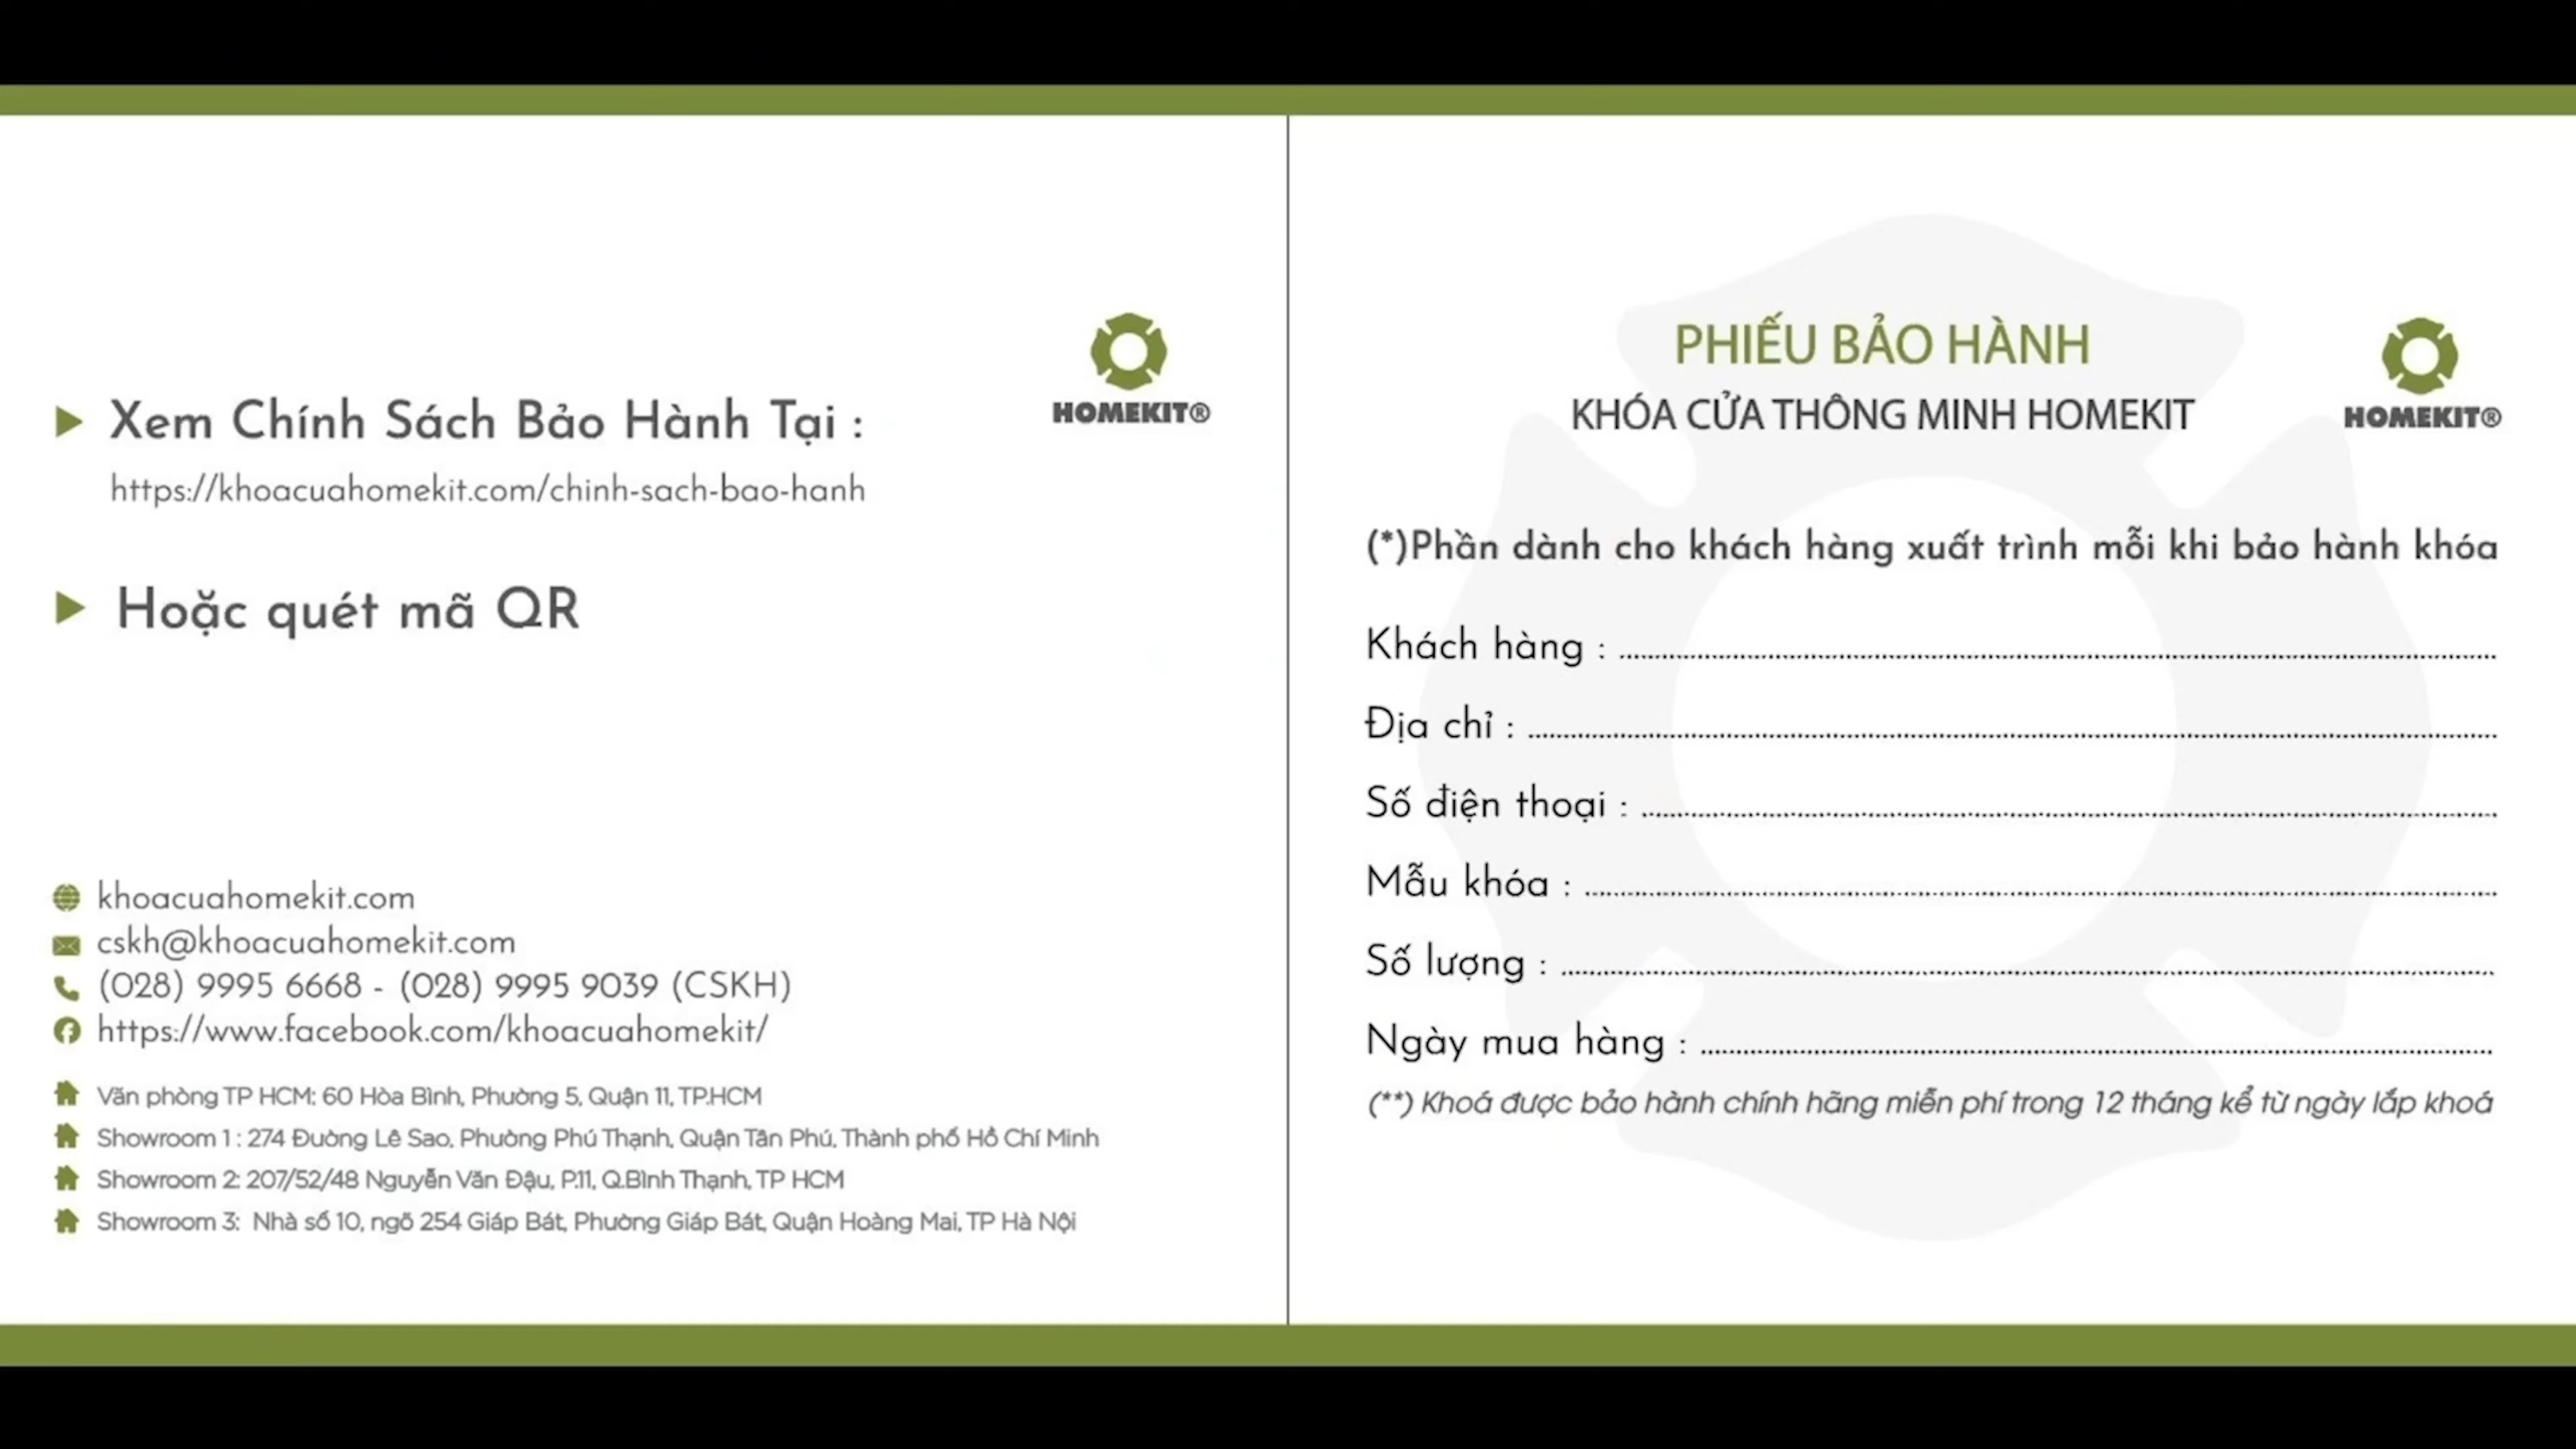 HOMEKIT®
Xem Chính Sách Bảo Hành Tại :
https://khoacuahomekit.com/chinh-sach-bao-hanh
Hoặc quét mã QR
khoacuahomekit.com
cskh@khoacuahomekit.com
(028) 9995 6668 - (028) 9995 9039 (CSKH)
https://www.facebook.com/khoacuahomekit/
Văn phòng TP HCM: 60 Hòa Bình, Phường 5, Quận 11, TP.HCM
Showroom 1 : 274 Đường Lê Sao, Phường Phú Thạnh, Quận Tân Phú, Thành phố Hồ Chí Minh
Showroom 2: 207/52/48 Nguyễn Văn Đậu, P.11, Q.Bình Thạnh, TP HCM
Showroom 3: Nhà số 10, ngõ 254 Giáp Bát, Phường Giáp Bát, Quận Hoàng Mai, TP Hà Nội
PHIẾU BẢO HÀNH
KHÓA CỬA THÔNG MINH HOMEKIT
HOMEKIT®
(*)Phần dành cho khách hàng xuất trình mỗi khi bảo hành khóa
Khách hàng :
Địa chỉ :
Số điện thoại :
Mẫu khóa :
Số lượng :
Ngày mua hàng :
(**) Khoá được bảo hành chính hãng miễn phí trong 12 tháng kể từ ngày lắp khoá